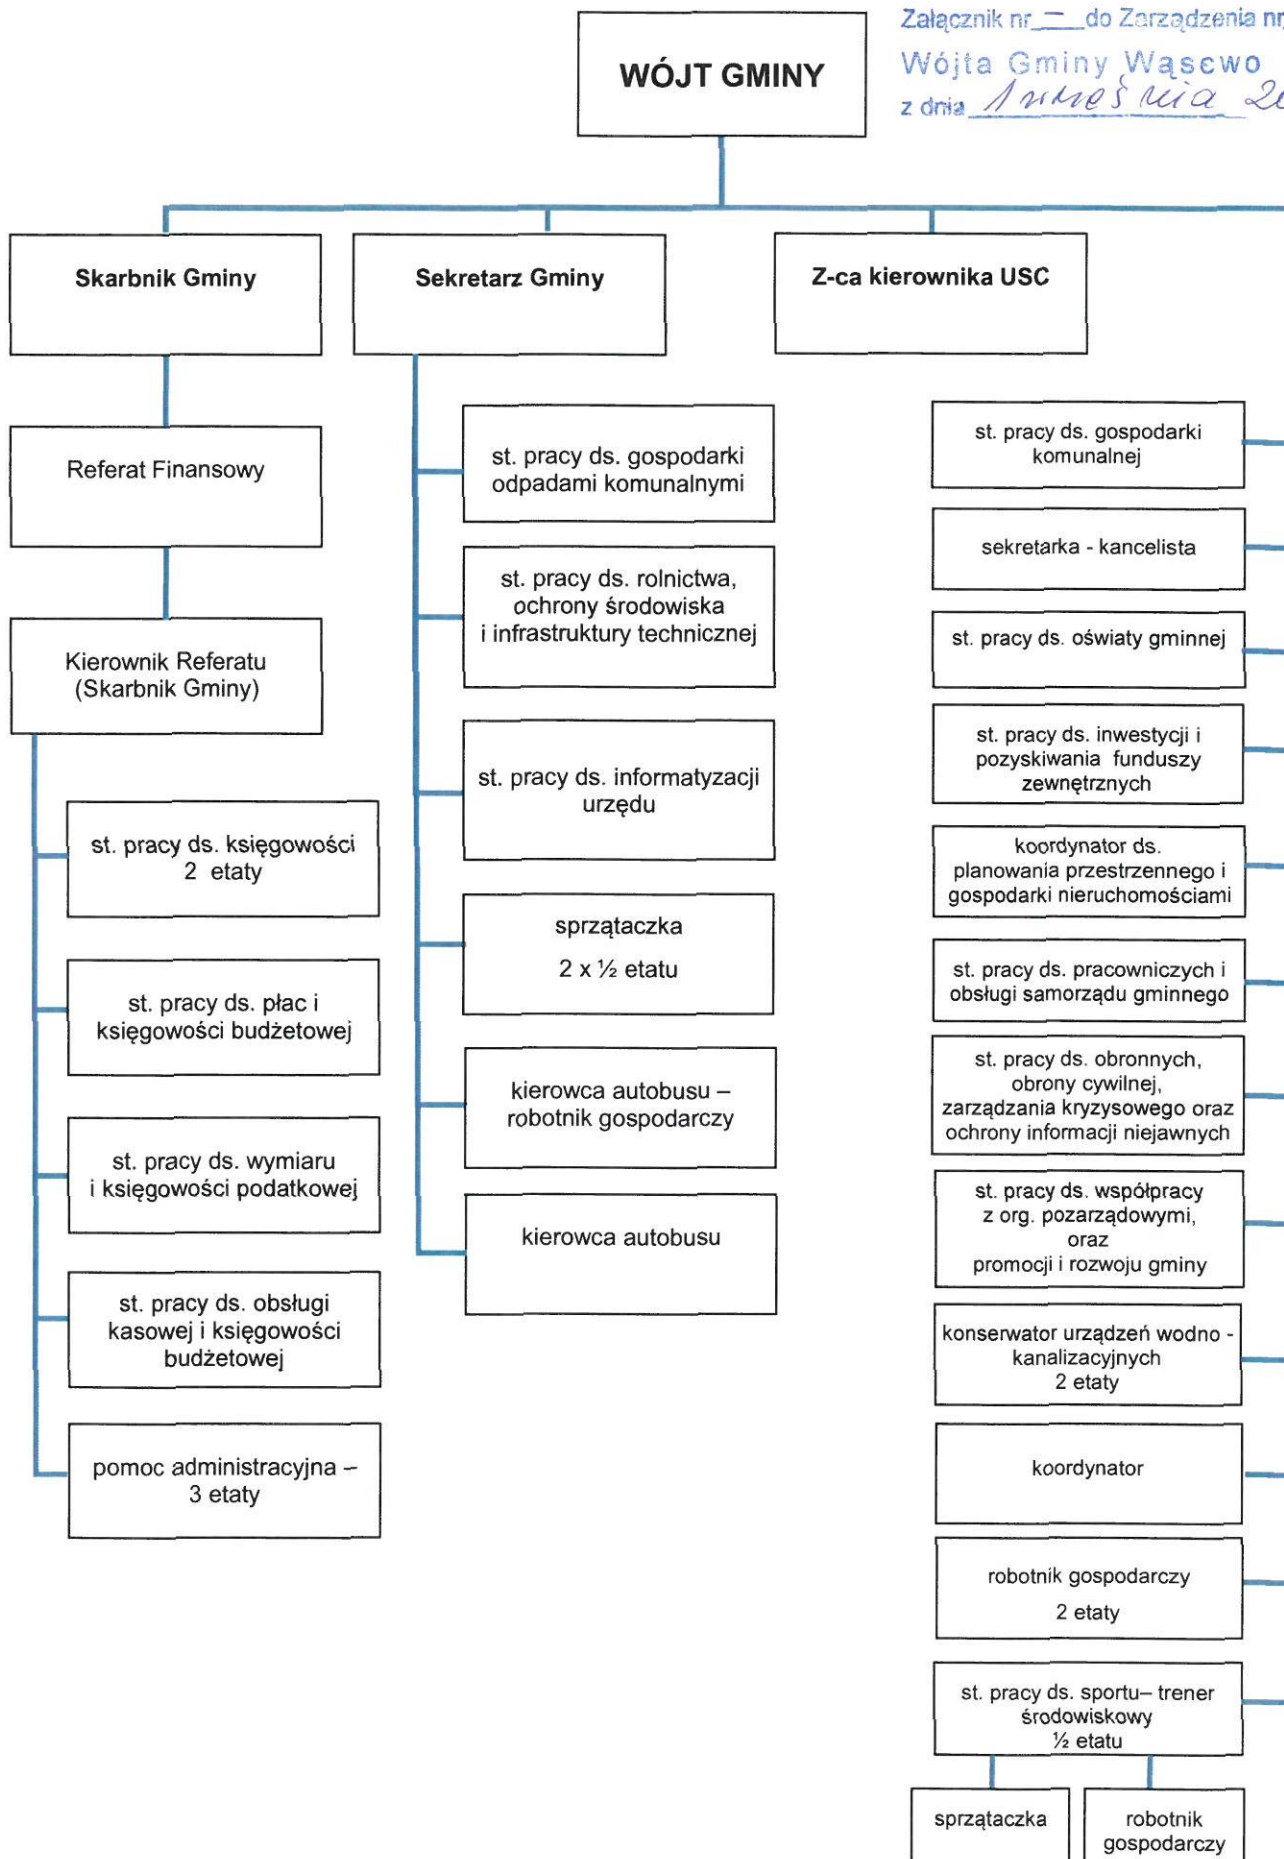 WÓJT GMINY
Załącznik nr do Zarządzenia nr
Wójta Gminy Wąsewo
z dnia 1 września
Skarbnik Gminy
Sekretarz Gminy
Z-ca kierownika USC
Referat Finansowy
Kierownik Referatu
(Skarbnik Gminy)
st. pracy ds. księgowości
2 etaty
st. pracy ds. płac i
księgowości budżetowej
st. pracy ds. wymiaru
i księgowości podatkowej
st. pracy ds. obsługi
kasowej i księgowości
budżetowej
pomoc administracyjna –
3 etaty
st. pracy ds. gospodarki
odpadami komunalnymi
st. pracy ds. rolnictwa,
ochrony środowiska
i infrastruktury technicznej
st. pracy ds. informatyzacji
urzędu
sprzątaczka
2 x ½ etatu
kierowca autobusu –
robotnik gospodarczy
kierowca autobusu
st. pracy ds. gospodarki
komunalnej
sekretarka - kancelista
st. pracy ds. oświaty gminnej
st. pracy ds. inwestycji i
pozyskiwania funduszy
zewnętrznych
koordynator ds.
planowania przestrzennego i
gospodarki nieruchomościami
st. pracy ds. pracowniczych i
obsługi samorządu gminnego
st. pracy ds. obronnych,
obrony cywilnej,
zarządzania kryzysowego oraz
ochrony informacji niejawnych
st. pracy ds. współpracy
z org. pozarządowymi,
oraz
promocji i rozwoju gminy
konserwator urządzeń wodno -
kanalizacyjnych
2 etaty
koordynator
robotnik gospodarczy
2 etaty
st. pracy ds. sportu– trener
środowiskowy
½ etatu
sprzątaczka
robotnik
gospodarczy